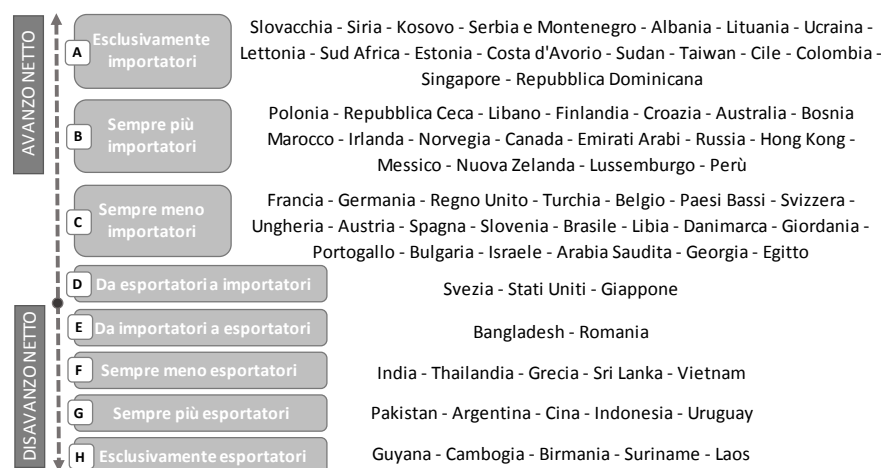 AVANZO NETTO
A
Esclusivamente
importatori
Slovacchia - Siria - Kosovo - Serbia e Montenegro - Albania - Lituania - Ucraina -
Lettonia - Sud Africa - Estonia - Costa d'Avorio - Sudan - Taiwan - Cile - Colombia -
Singapore - Repubblica Dominicana
B
Sempre più
importatori
Polonia - Repubblica Ceca - Libano - Finlandia - Croazia - Australia - Bosnia
Marocco - Irlanda - Norvegia - Canada - Emirati Arabi - Russia - Hong Kong -
Messico - Nuova Zelanda - Lussemburgo - Perù
C
Sempre meno
importatori
Francia - Germania - Regno Unito - Turchia - Belgio - Paesi Bassi - Svizzera -
Ungheria - Austria - Spagna - Slovenia - Brasile - Libia - Danimarca - Giordania -
Portogallo - Bulgaria - Israele - Arabia Saudita - Georgia - Egitto
D Da esportatori a importatori
Svezia - Stati Uniti - Giappone
DISAVANZO NETTO
E Da importatori a esportatori
Bangladesh - Romania
F Sempre meno esportatori
India - Thailandia - Grecia - Sri Lanka - Vietnam
G Sempre più esportatori
Pakistan - Argentina - Cina - Indonesia - Uruguay
H Esclusivamente esportatori
Guyana - Cambogia - Birmania - Suriname - Laos